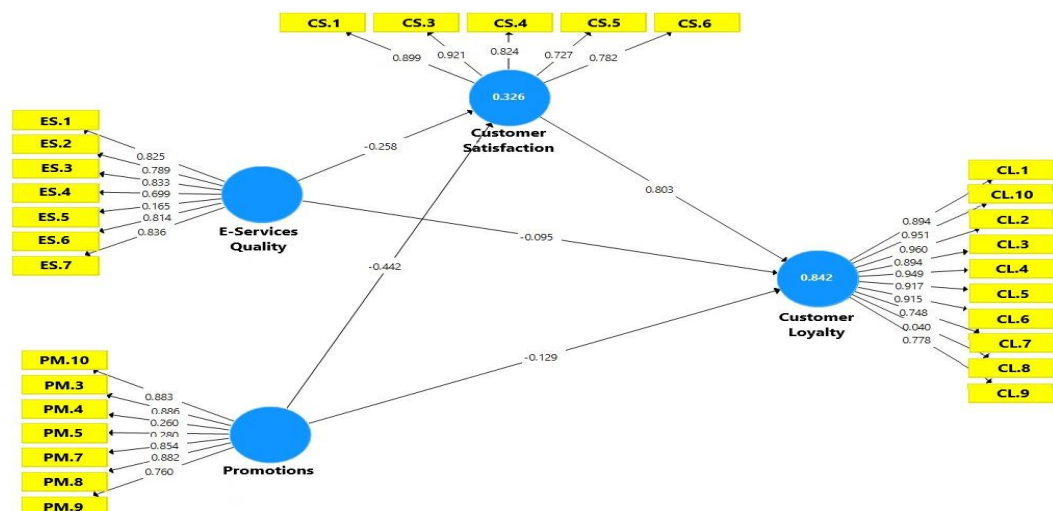 CS.1 CS.3 CS.4 CS.5 CS.6
0.899 0.921 0.824 0.727 0.782
0.326
Customer
Satisfaction
ES.1
ES.2
ES.3
ES.4
ES.5
ES.6
ES.7
0.825
0.789
0.833
0.699
0.165
0.814
0.836
E-Services
Quality
-0.258
-0.442
-0.095
0.803
-0.129
PM.10
PM.3
PM.4
PM.5
PM.7
PM.8
PM.9
0.883
0.886
0.260
0.280
0.854
0.882
0.760
Promotions
0.842
Customer
Loyalty
0.894
0.951
0.960
0.894
0.949
0.917
0.915
0.748
0.040
0.778
CL.1
CL.10
CL.2
CL.3
CL.4
CL.5
CL.6
CL.7
CL.8
CL.9